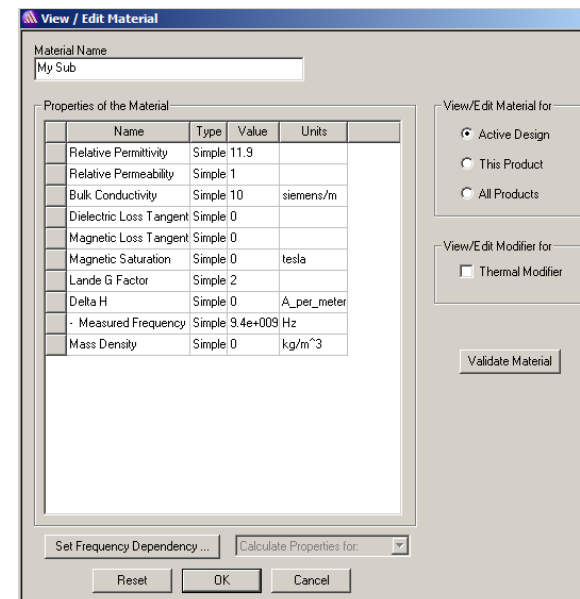 View / Edit Material
Material Name
My Sub
Properties of the Material
Name Type Value Units
Relative Permittivity Simple 11.9
Relative Permeability Simple 1
Bulk Conductivity Simple 10 siemens/m
Dielectric Loss Tangent Simple 0
Magnetic Loss Tangent Simple 0
Magnetic Saturation Simple 0 tesla
Lande G Factor Simple 2
Delta H Simple 0 A_per_meter
- Measured Frequency Simple 9.4e+009 Hz
Mass Density Simple 0 kg/m^3
View/Edit Material for
Active Design
This Product
All Products
View/Edit Modifier for
Thermal Modifier
Validate Material
Set Frequency Dependency ... Calculate Properties for:
Reset OK Cancel